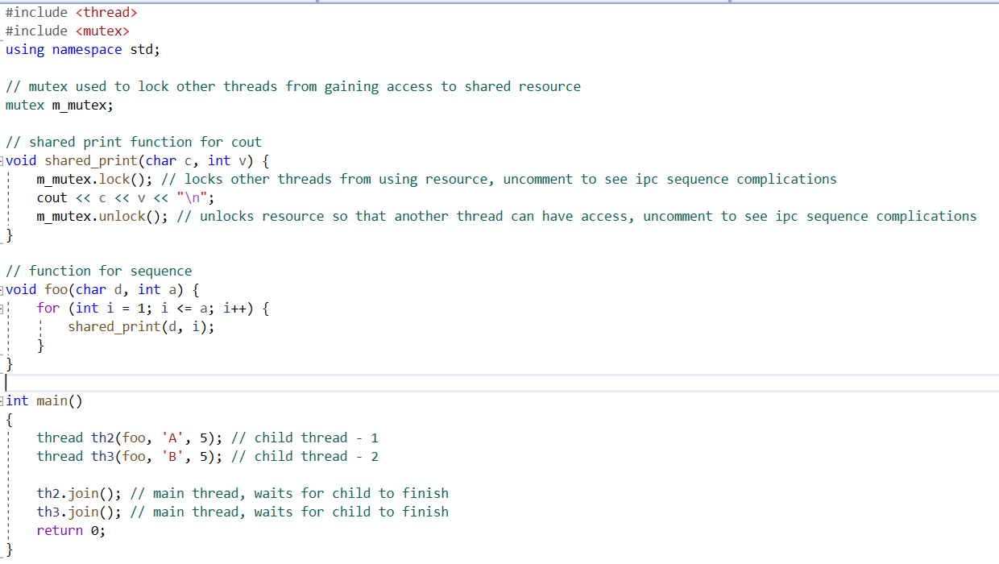 #include <thread>
#include <mutex>
using namespace std;

// mutex used to lock other threads from gaining access to shared resource
mutex m_mutex;

// shared print function for cout
void shared_print(char c, int v) {
    m_mutex.lock(); // locks other threads from using resource, uncomment to see ipc sequence complications
    cout << c << v << "\n";
    m_mutex.unlock(); // unlocks resource so that another thread can have access, uncomment to see ipc sequence complications
}

// function for sequence
void foo(char d, int a) {
    for (int i = 1; i <= a; i++) {
        shared_print(d, i);
    }
}

int main()
{
    thread th2(foo, 'A', 5); // child thread - 1
    thread th3(foo, 'B', 5); // child thread - 2

    th2.join(); // main thread, waits for child to finish
    th3.join(); // main thread, waits for child to finish
    return 0;
}